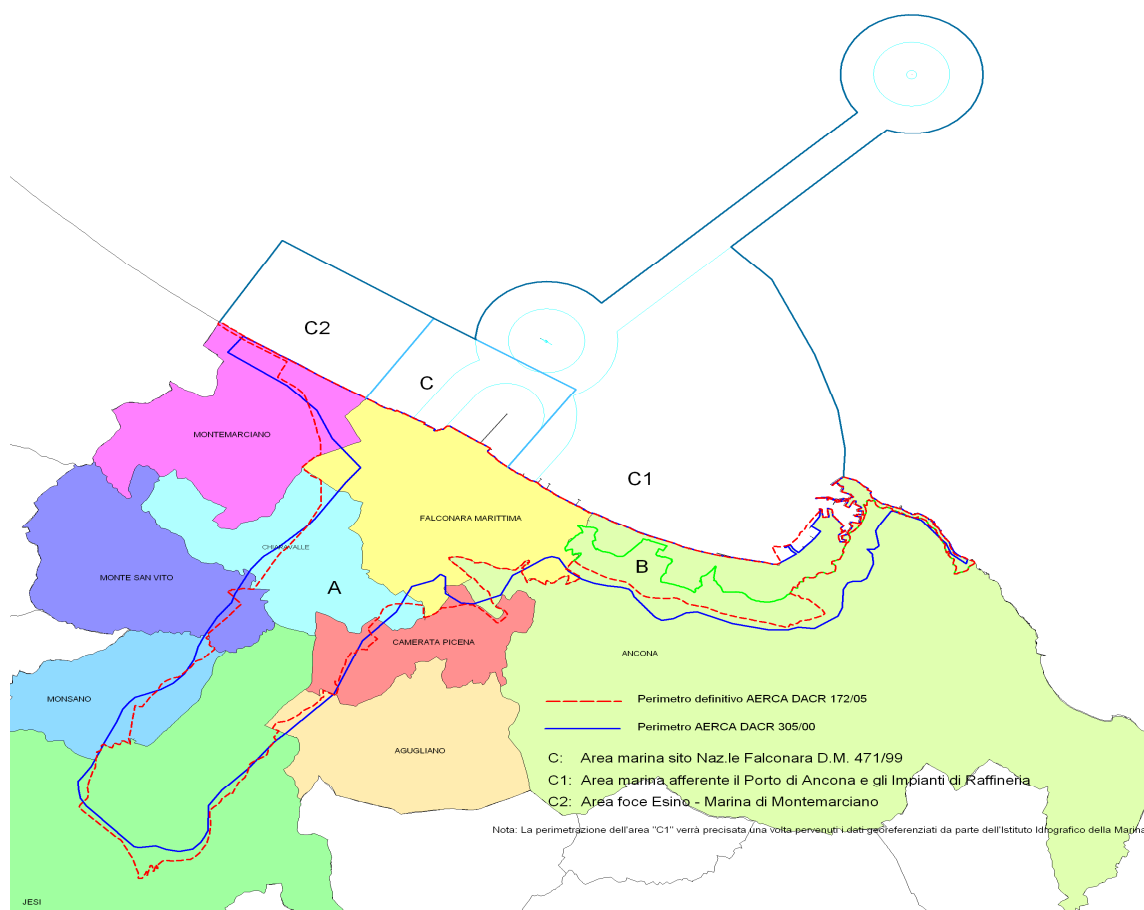 C2
C
MONTEMARCIANO
C1
FALCONARA MARITTIMA
CHIARAVALLE
B
MONTE SAN VITO
A
CAMERATA PICENA
ANCONA
MONSANO
Perimetro definitivo AERCA DACR 172/05
Perimetro AERCA DACR 305/00
AGUGLIANO
C: Area marina sito Naz.le Falconara D.M. 471/99
C1: Area marina afferente il Porto di Ancona e gli Impianti di Raffineria
C2: Area foce Esino - Marina di Montemarciano
Nota: La perimetrazione dell'area "C1" verrà precisata una volta pervenuti i dati georeferenziati da parte dell'Istituto Idrografico della Marina
JESI